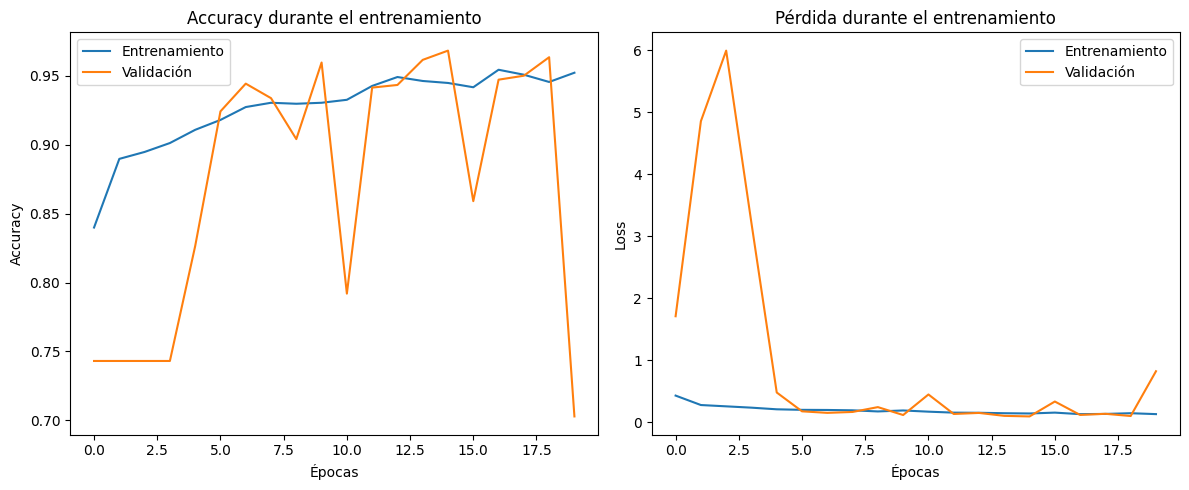 Accuracy durante el entrenamiento
Entrenamiento
Validación
0.95
0.90
0.85
0.80
0.75
0.70
Accuracy
0.0 2.5 5.0 7.5 10.0 12.5 15.0 17.5
Épocas
Pérdida durante el entrenamiento
Entrenamiento
Validación
6
5
4
3
2
1
0
Loss
0.0 2.5 5.0 7.5 10.0 12.5 15.0 17.5
Épocas